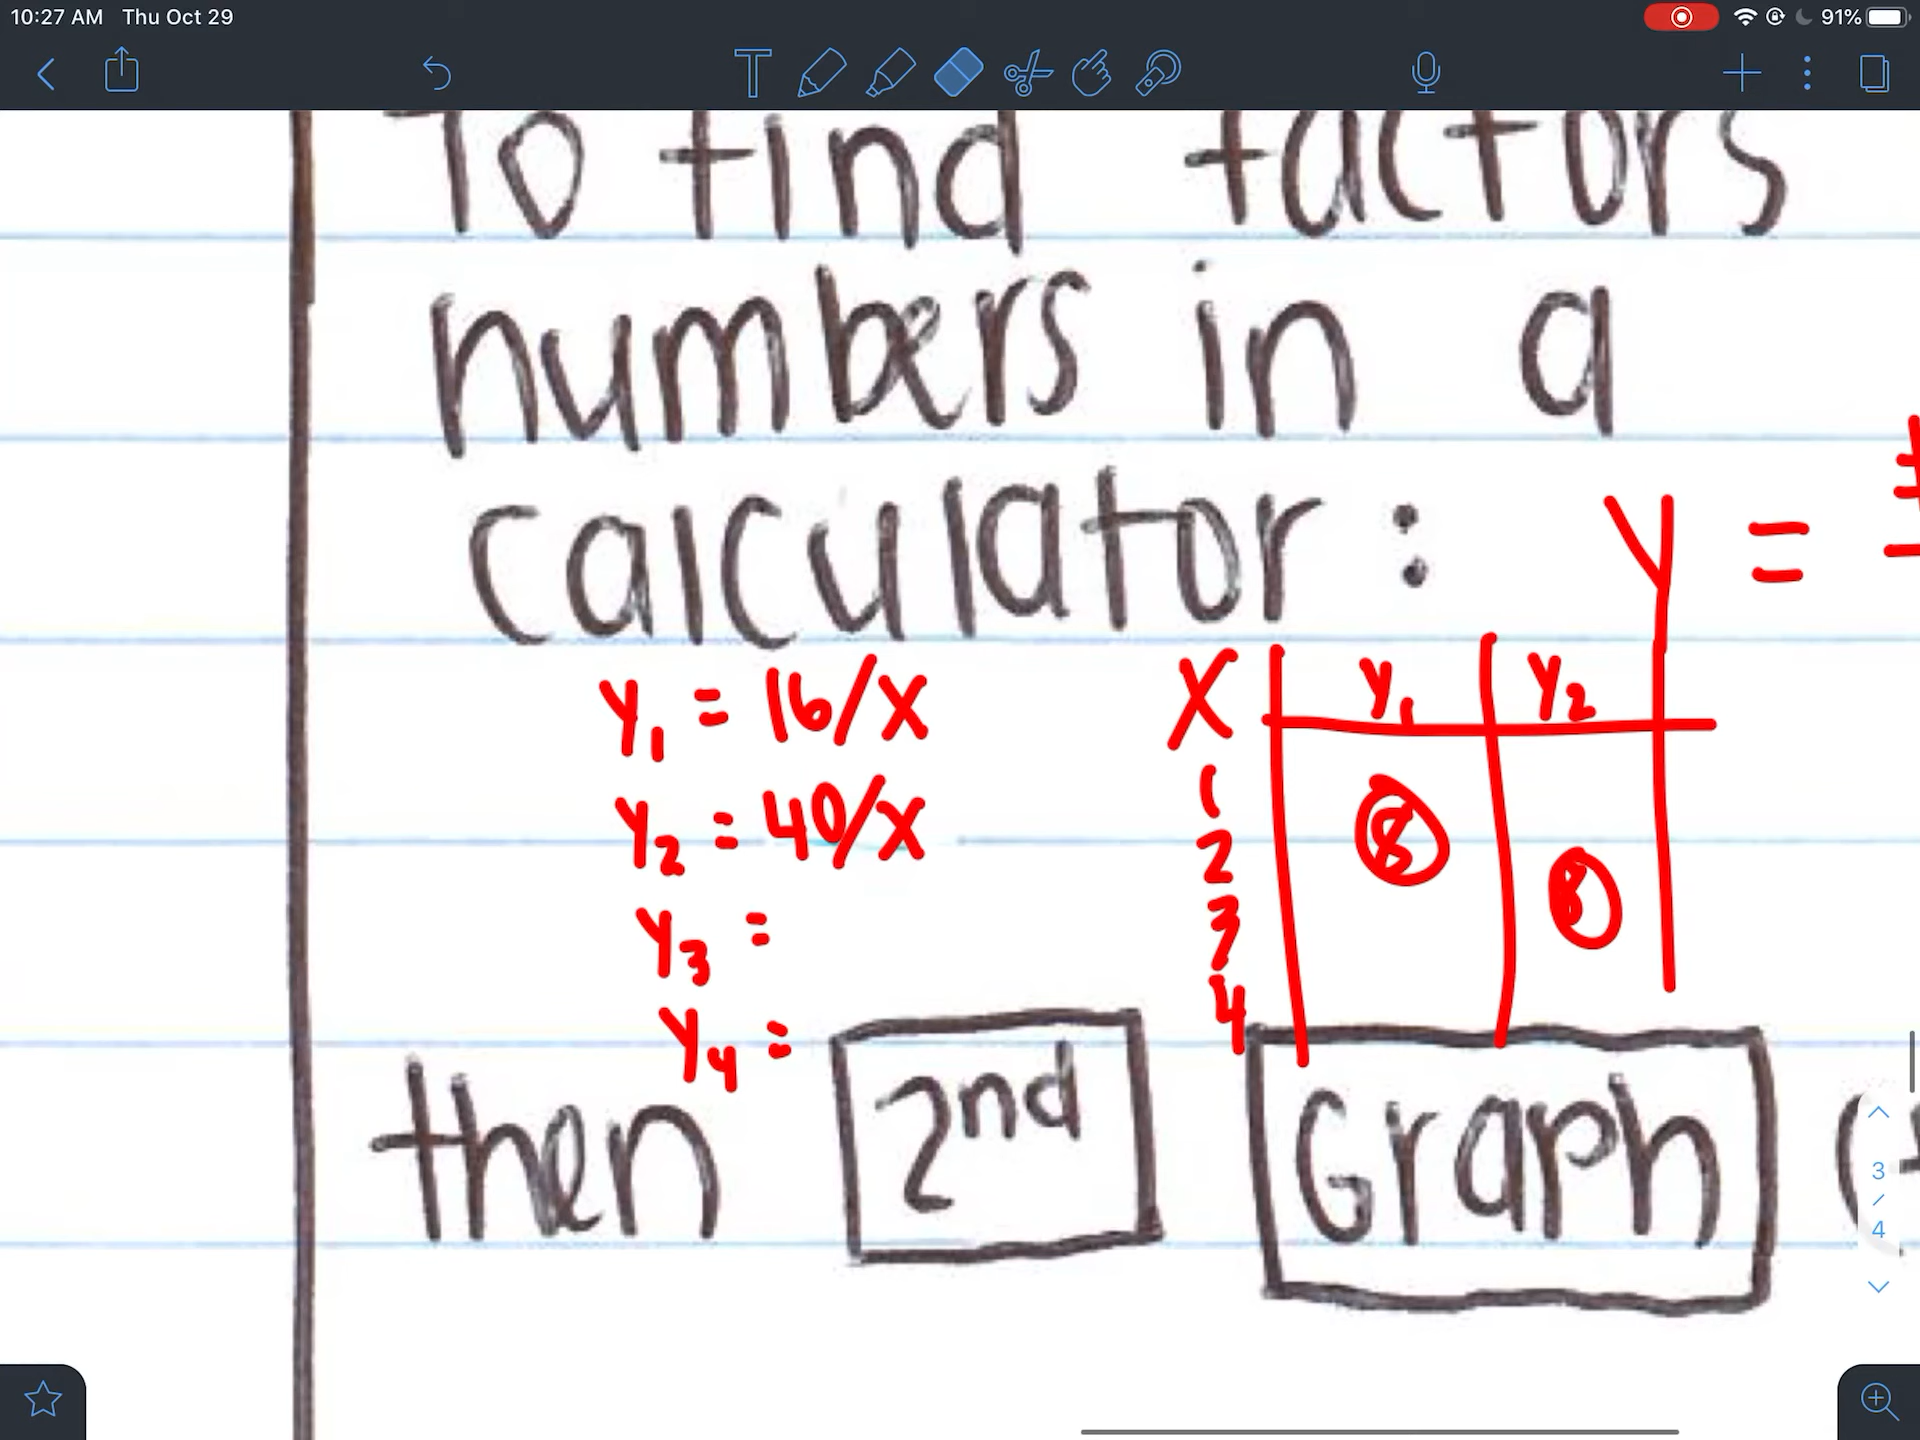 10:27 AM Thu Oct 29 91%
To find factors
numbers in a
calculator : y =
y1 = 16/x
y2 = 40/x
y3 =
y4 =
x y1 y2
1
2 8
3 8
4
then 2nd Graph (
3
/
4